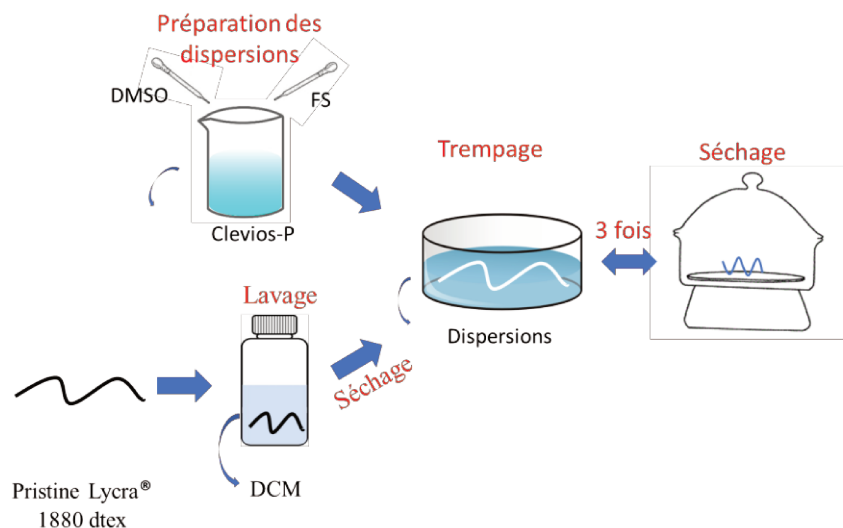 Préparation des
dispersions
DMSO
FS
Clevios-P
Trempage
Séchage
3 fois
Dispersions
Lavage
Séchage
DCM
Pristine Lycra®
1880 dtex